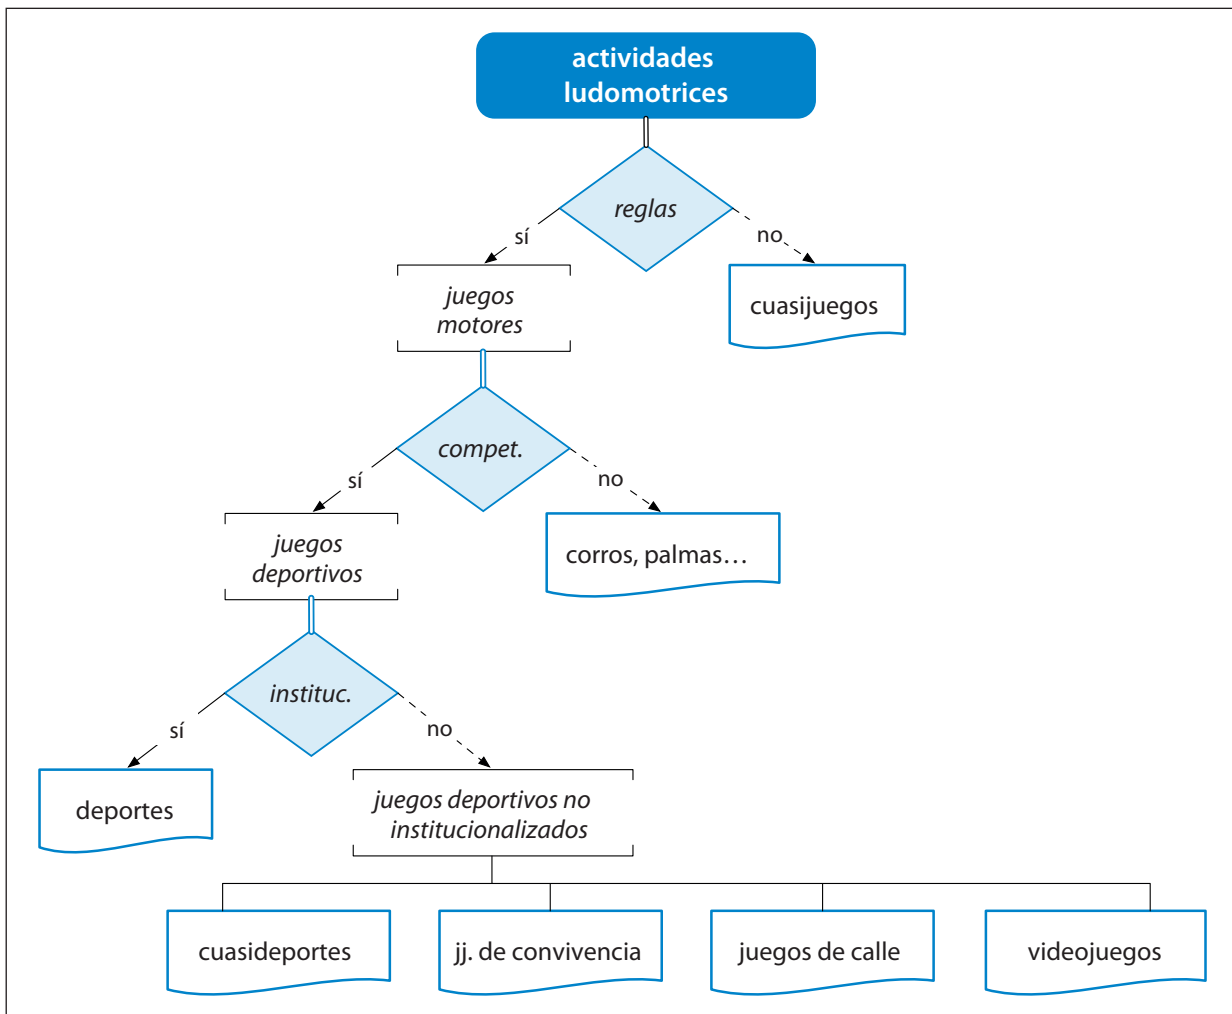 actividades
ludomotrices
reglas
sí
no
juegos
motores
cuasijuegos
compet.
sí
no
juegos
deportivos
corros, palmas…
instituc.
sí
no
deportes
juegos deportivos no
institucionalizados
cuasideportes
jj. de convivencia
juegos de calle
videojuegos